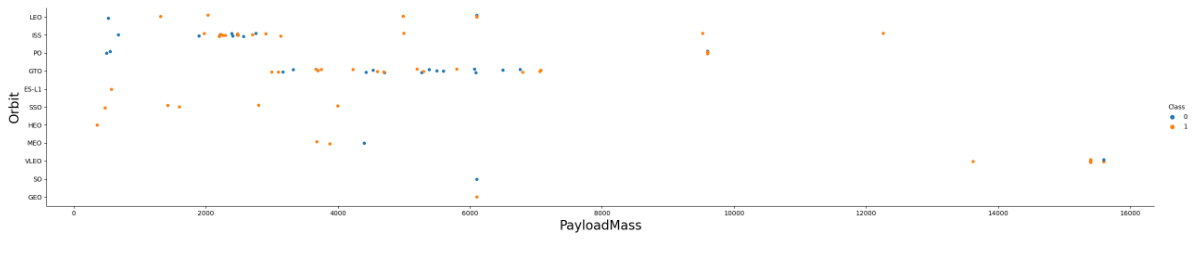 LEO
ISS
PO
GTO
ES-L1
SSO
HEO
MEO
VLEO
SO
GEO
Orbit
0 2000 4000 6000 8000 10000 12000 14000 16000
PayloadMass
Class
0
1